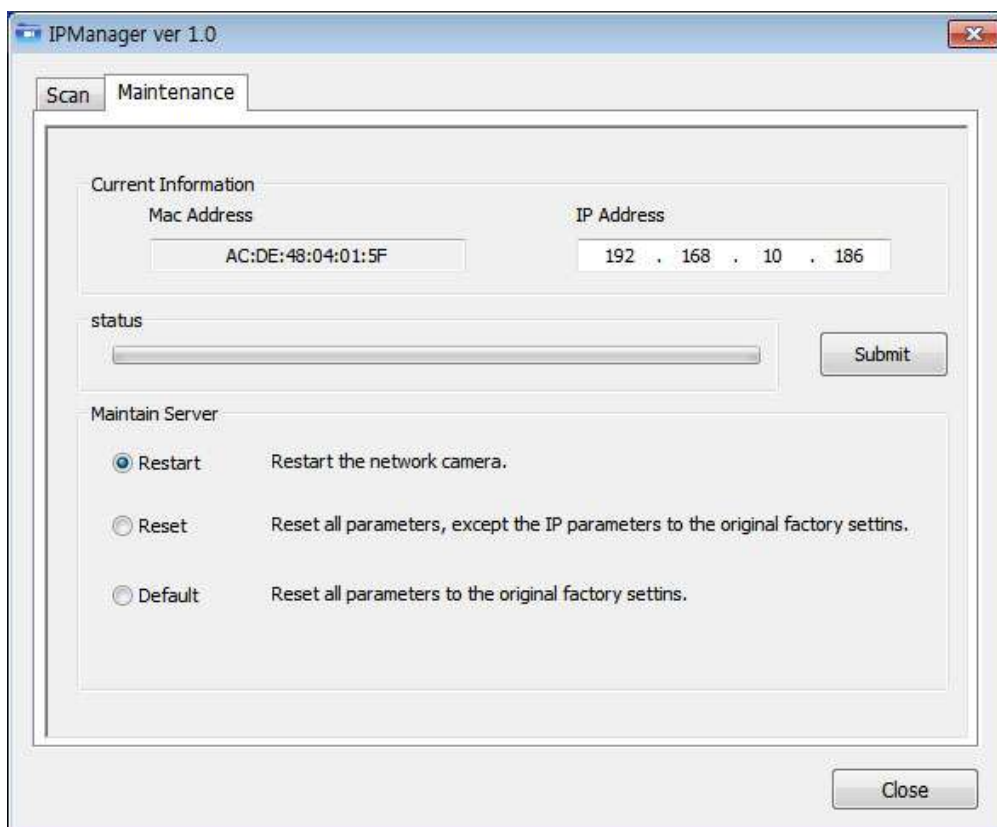 IPManager ver 1.0
Scan Maintenance
Current Information
Mac Address IP Address
AC:DE:48:04:01:5F 192 . 168 . 10 . 186
status
Submit
Maintain Server
Restart Restart the network camera.
Reset Reset all parameters, except the IP parameters to the original factory settins.
Default Reset all parameters to the original factory settins.
Close